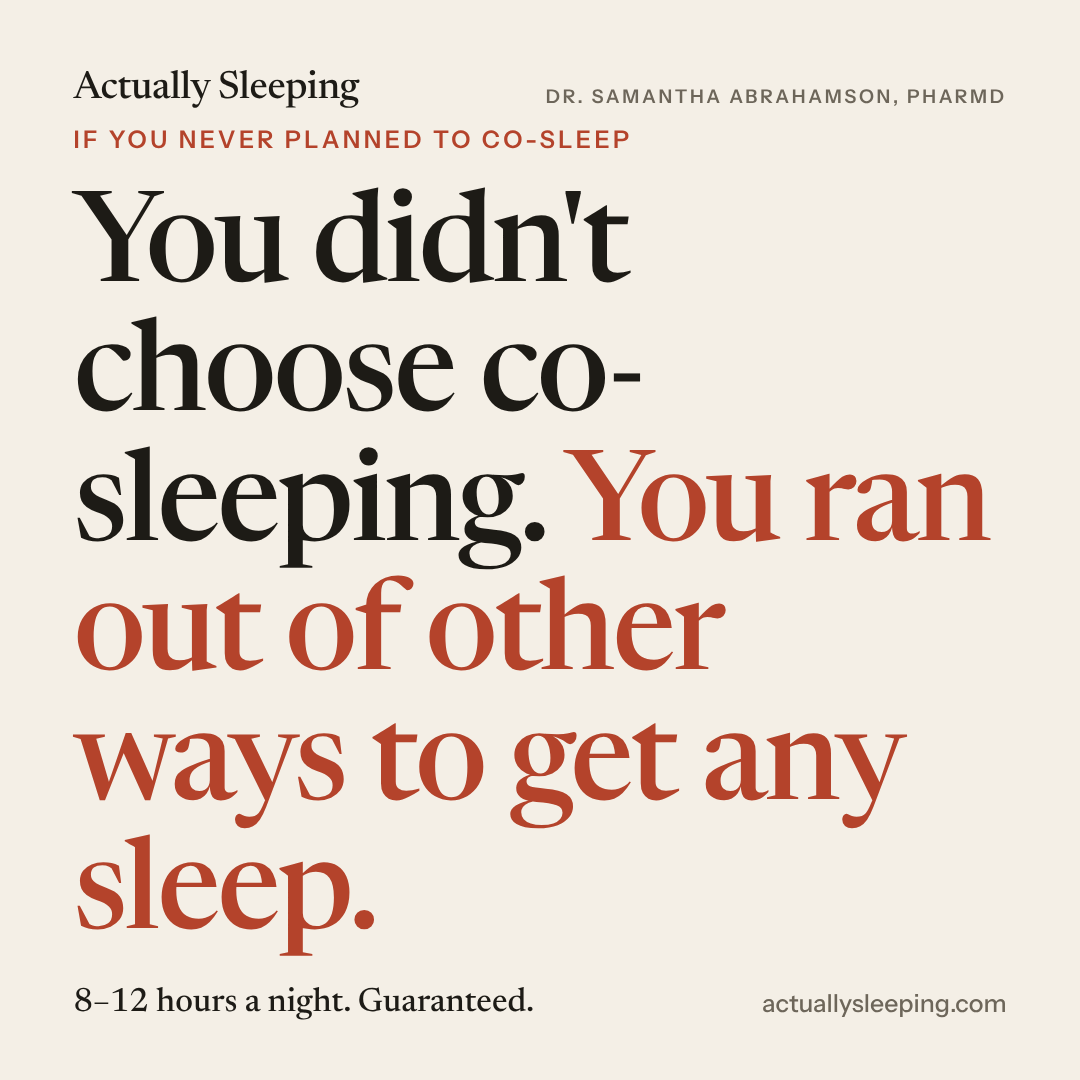 Actually Sleeping
DR. SAMANTHA ABRAHAMSON, PHARMD
IF YOU NEVER PLANNED TO CO-SLEEP
You didn't
choose co-
sleeping. You ran
out of other
ways to get any
sleep.
8–12 hours a night. Guaranteed.
actuallysleeping.com